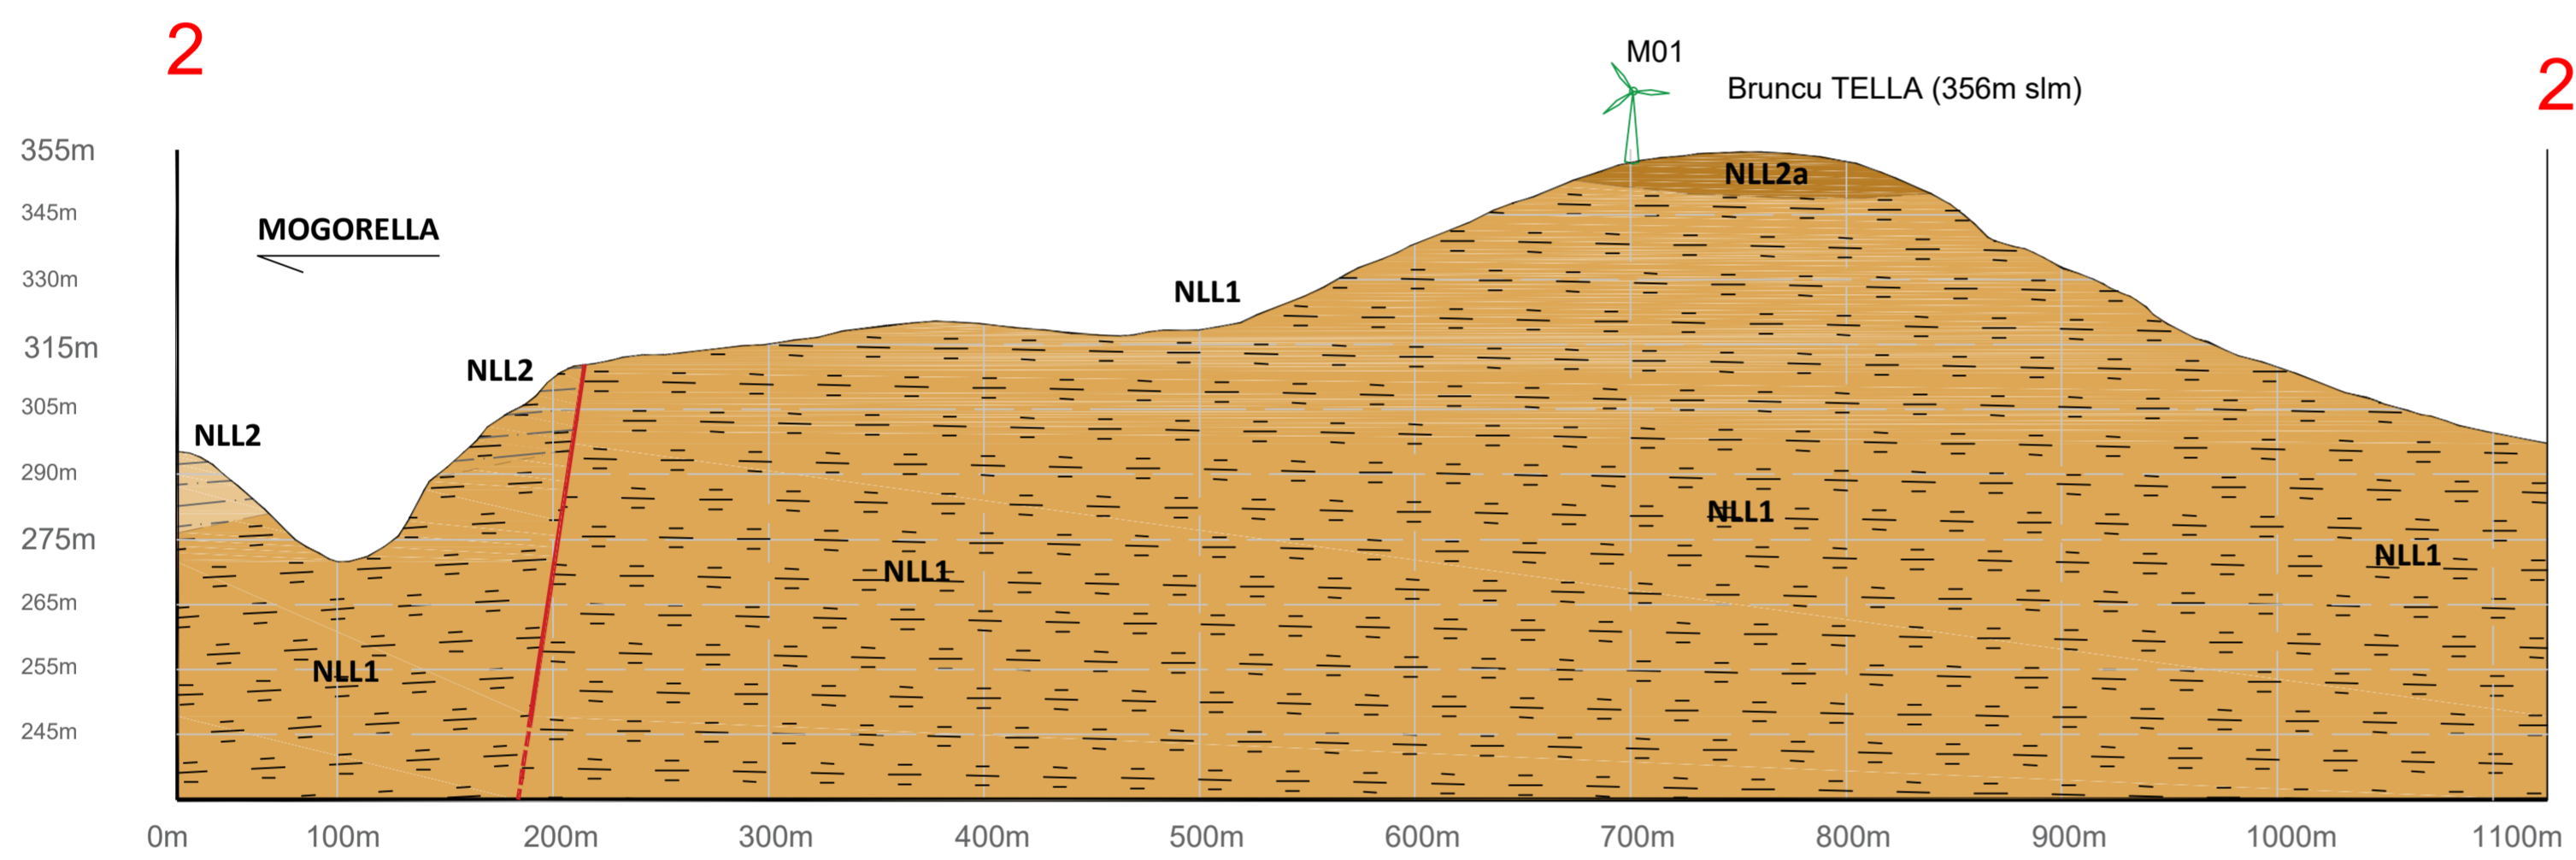 2
2
M01
Bruncu TELLA (356m slm)
355m
NLL2a
345m
MOGORELLA
330m
NLL1
315m
NLL2
305m
NLL2
290m
NLL1
275m
NLL1
NLL1
265m
255m
NLL1
245m
0m 100m 200m 300m 400m 500m 600m 700m 800m 900m 1000m 1100m